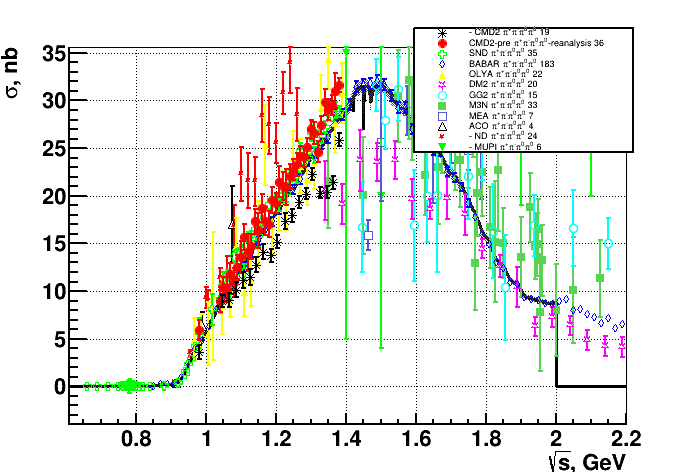 - CMD2 π⁺π⁻π⁰π⁰ 19
CMD2-pre π⁺π⁻π⁰π⁰-reanalysis 36
SND π⁺π⁻π⁰π⁰ 35
BABAR π⁺π⁻π⁰π⁰ 183
OLYA π⁺π⁻π⁰π⁰ 22
DM2 π⁺π⁻π⁰π⁰ 20
GG2 π⁺π⁻π⁰π⁰ 15
M3N π⁺π⁻π⁰π⁰ 33
MEA π⁺π⁻π⁰π⁰ 7
ACO π⁺π⁻π⁰π⁰ 4
- ND π⁺π⁻π⁰π⁰ 24
- MUPI π⁺π⁻π⁰π⁰ 6
σ, nb
35
30
25
20
15
10
5
0
0.8 1 1.2 1.4 1.6 1.8 2 2.2
√s, GeV